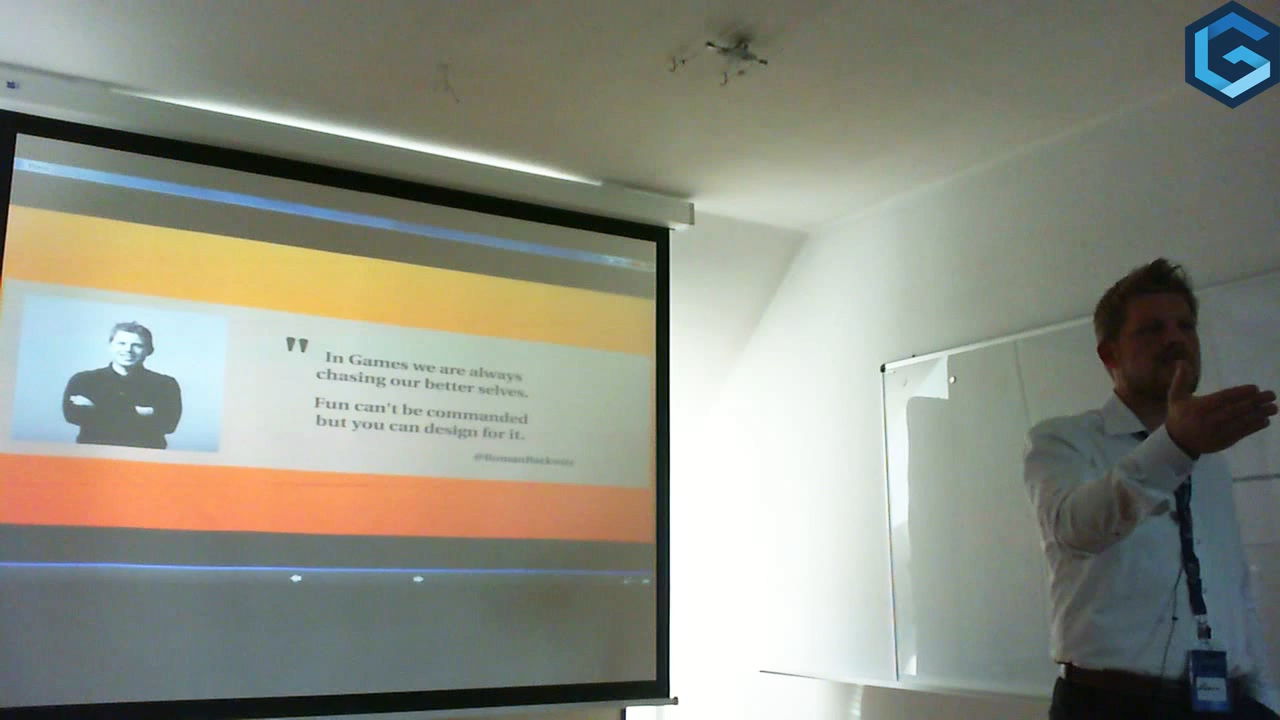 " In Games we are always
chasing our better selves.
Fun can't be commanded
but you can design for it.